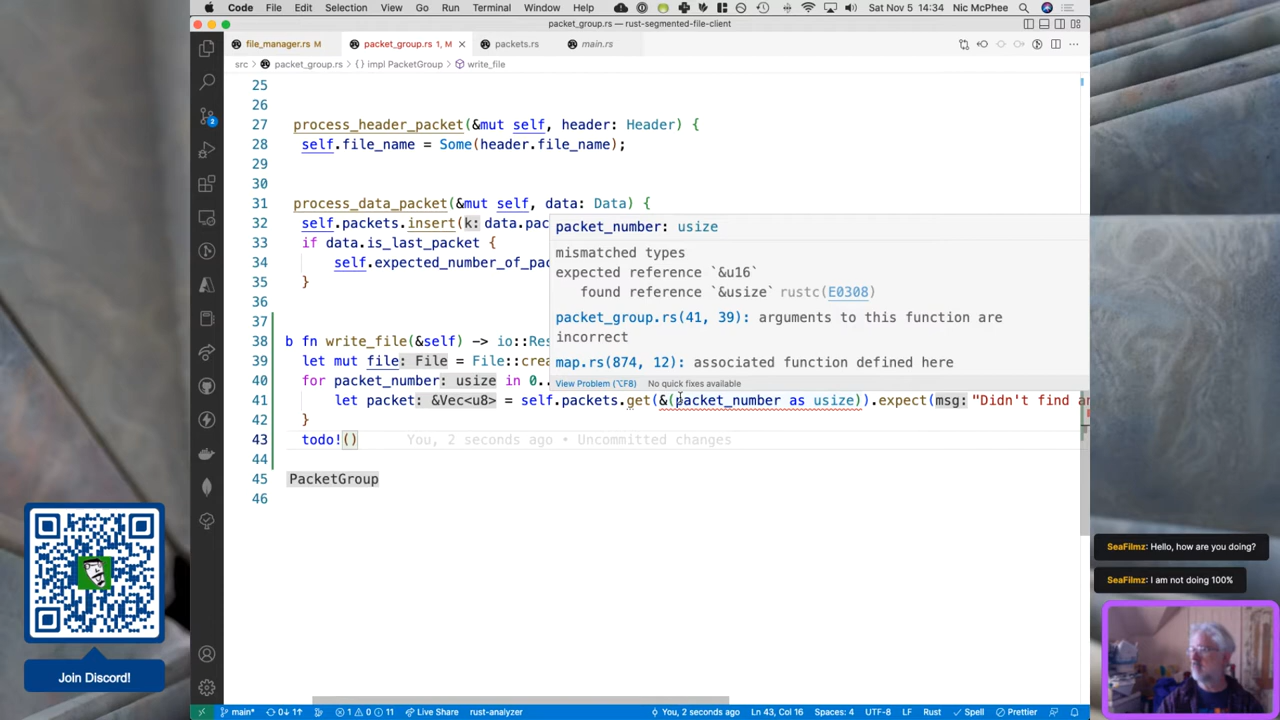 Code File Edit Selection View Go Run Terminal Window Help Sat Nov 5 14:34 Nic McPhee
packet_group.rs — rust-segmented-file-client
file_manager.rs M packet_group.rs 1, M packets.rs main.rs
src > packet_group.rs > {} impl PacketGroup > write_file
25
26
27 process_header_packet(&mut self, header: Header) {
28 self.file_name = Some(header.file_name);
29
30
31 process_data_packet(&mut self, data: Data) {
32 self.packets.insert(k: data.pac
33 if data.is_last_packet {
34 self.expected_number_of_pac
35 }
36
37
38 b fn write_file(&self) -> io::Res
39 let mut file: File = File::crea
40 for packet_number: usize in 0..
41 let packet: &Vec<u8> = self.packets.get(&(packet_number as usize)).expect(msg: "Didn't find an
42 }
43 todo!() You, 2 seconds ago • Uncommitted changes
44
45 PacketGroup
46
packet_number: usize
mismatched types
expected reference `&u16`
found reference `&usize` rustc(E0308)
packet_group.rs(41, 39): arguments to this function are
incorrect
map.rs(874, 12): associated function defined here
View Problem (⌥F8) No quick fixes available
2
main* 0↓ 1↑ 1 0 11 Live Share rust-analyzer You, 2 seconds ago Ln 43, Col 16 Spaces: 4 UTF-8 LF Rust Spell Prettier
Join Discord!
SeaFilmz: Hello, how are you doing?
SeaFilmz: I am not doing 100%